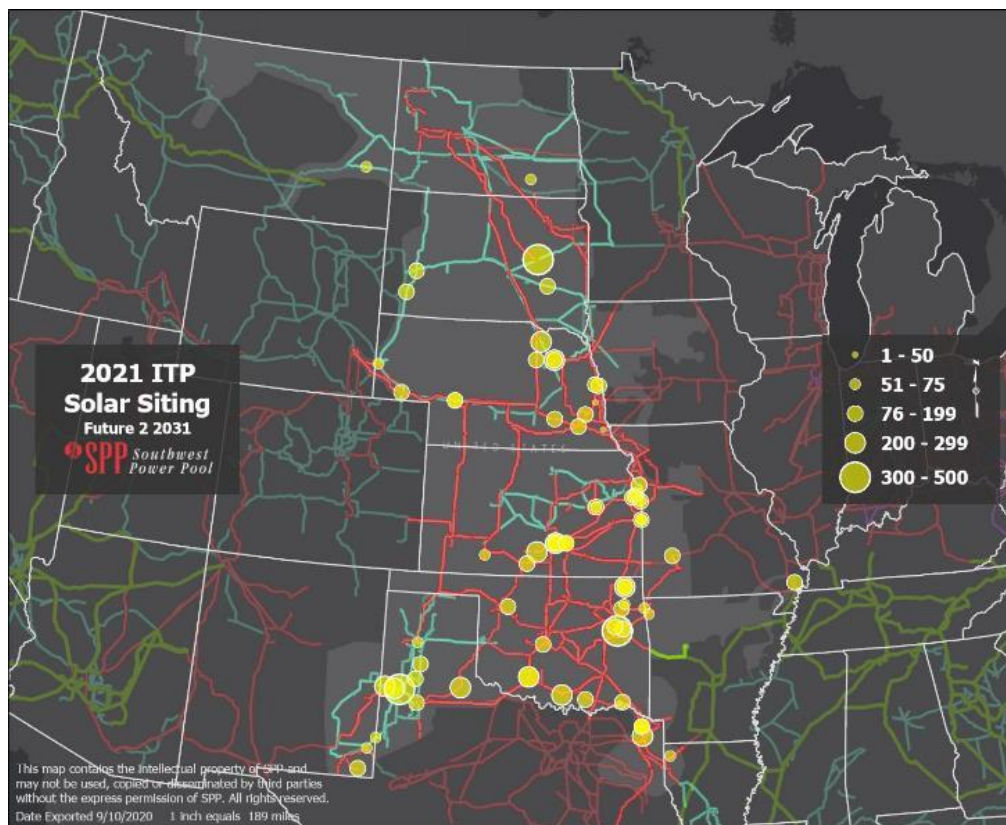 2021 ITP
Solar Siting
Future 2 2031
SPP Southwest
Power Pool
UNITED STATES
1 - 50
51 - 75
76 - 199
200 - 299
300 - 500
This map contains the intellectual property of SPP and
may not be used, copied or disseminated by third parties
without the express permission of SPP. All rights reserved.
Date Exported 9/10/2020 1 inch equals 189 miles